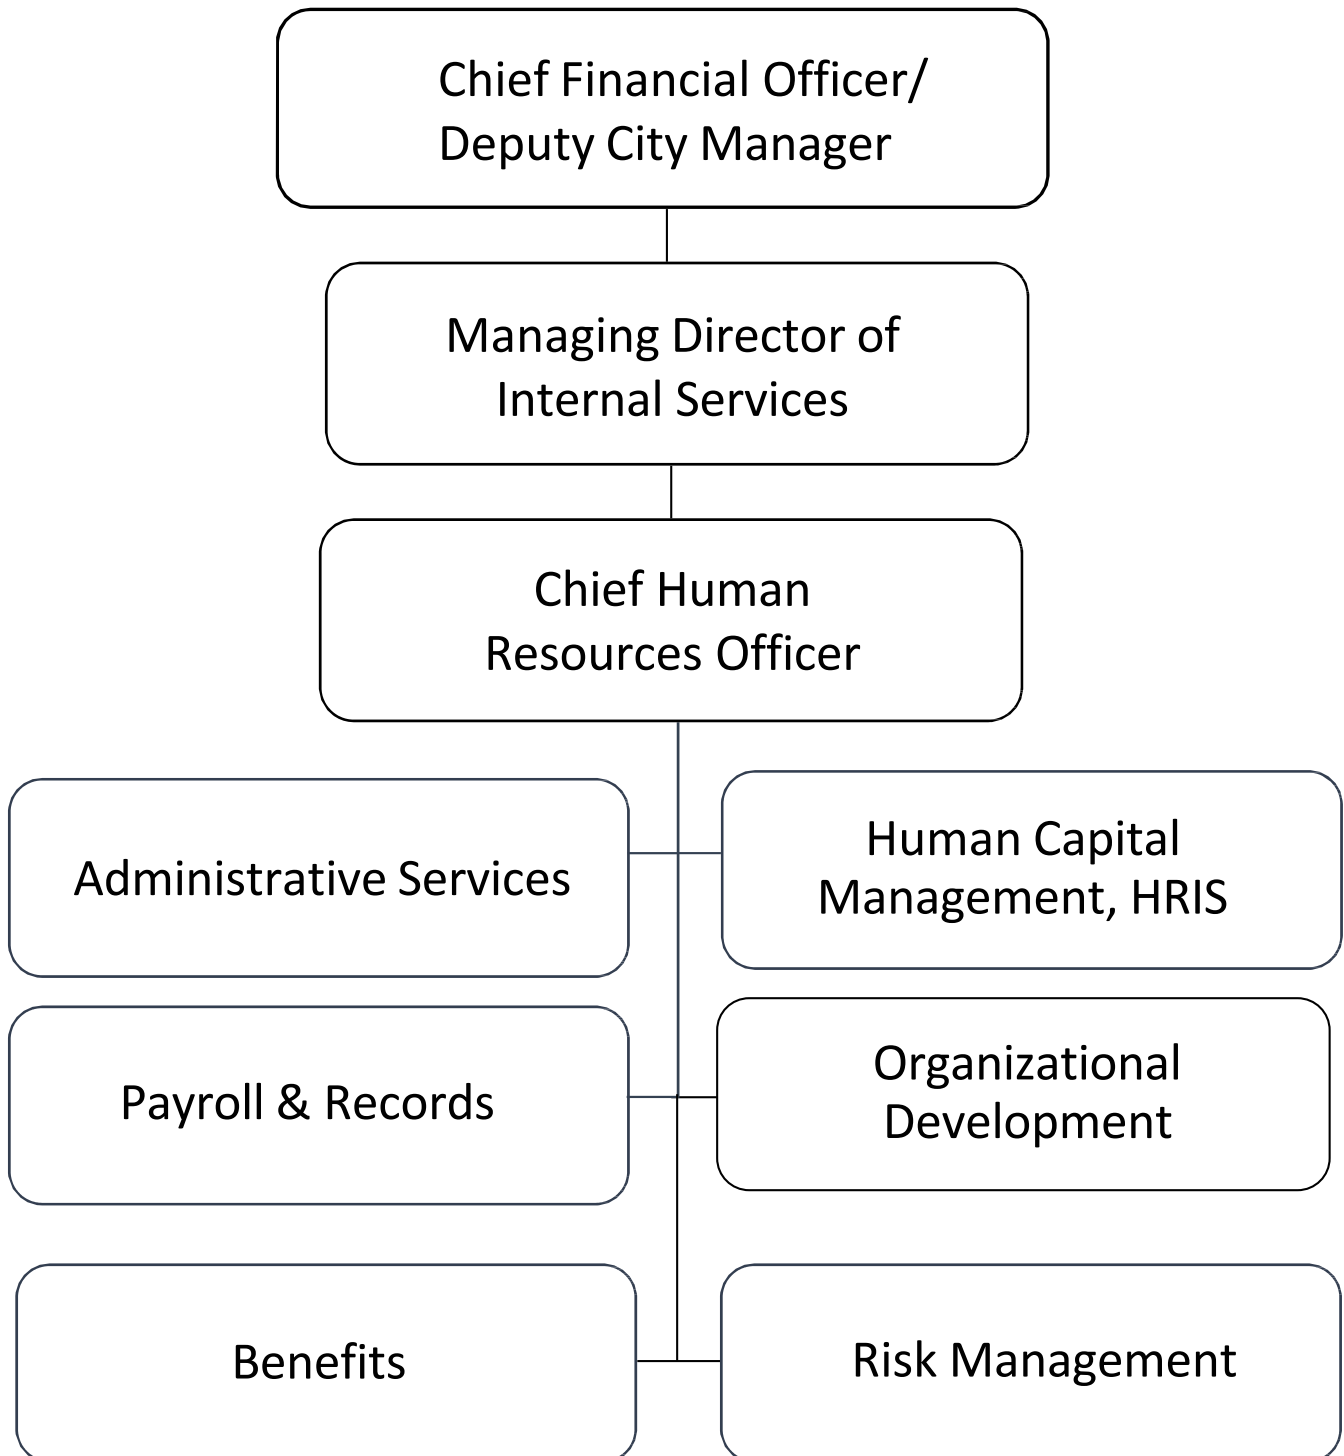 Chief Financial Officer/
Deputy City Manager
Managing Director of
Internal Services
Chief Human
Resources Officer
Administrative Services
Human Capital
Management, HRIS
Payroll & Records
Organizational
Development
Benefits
Risk Management